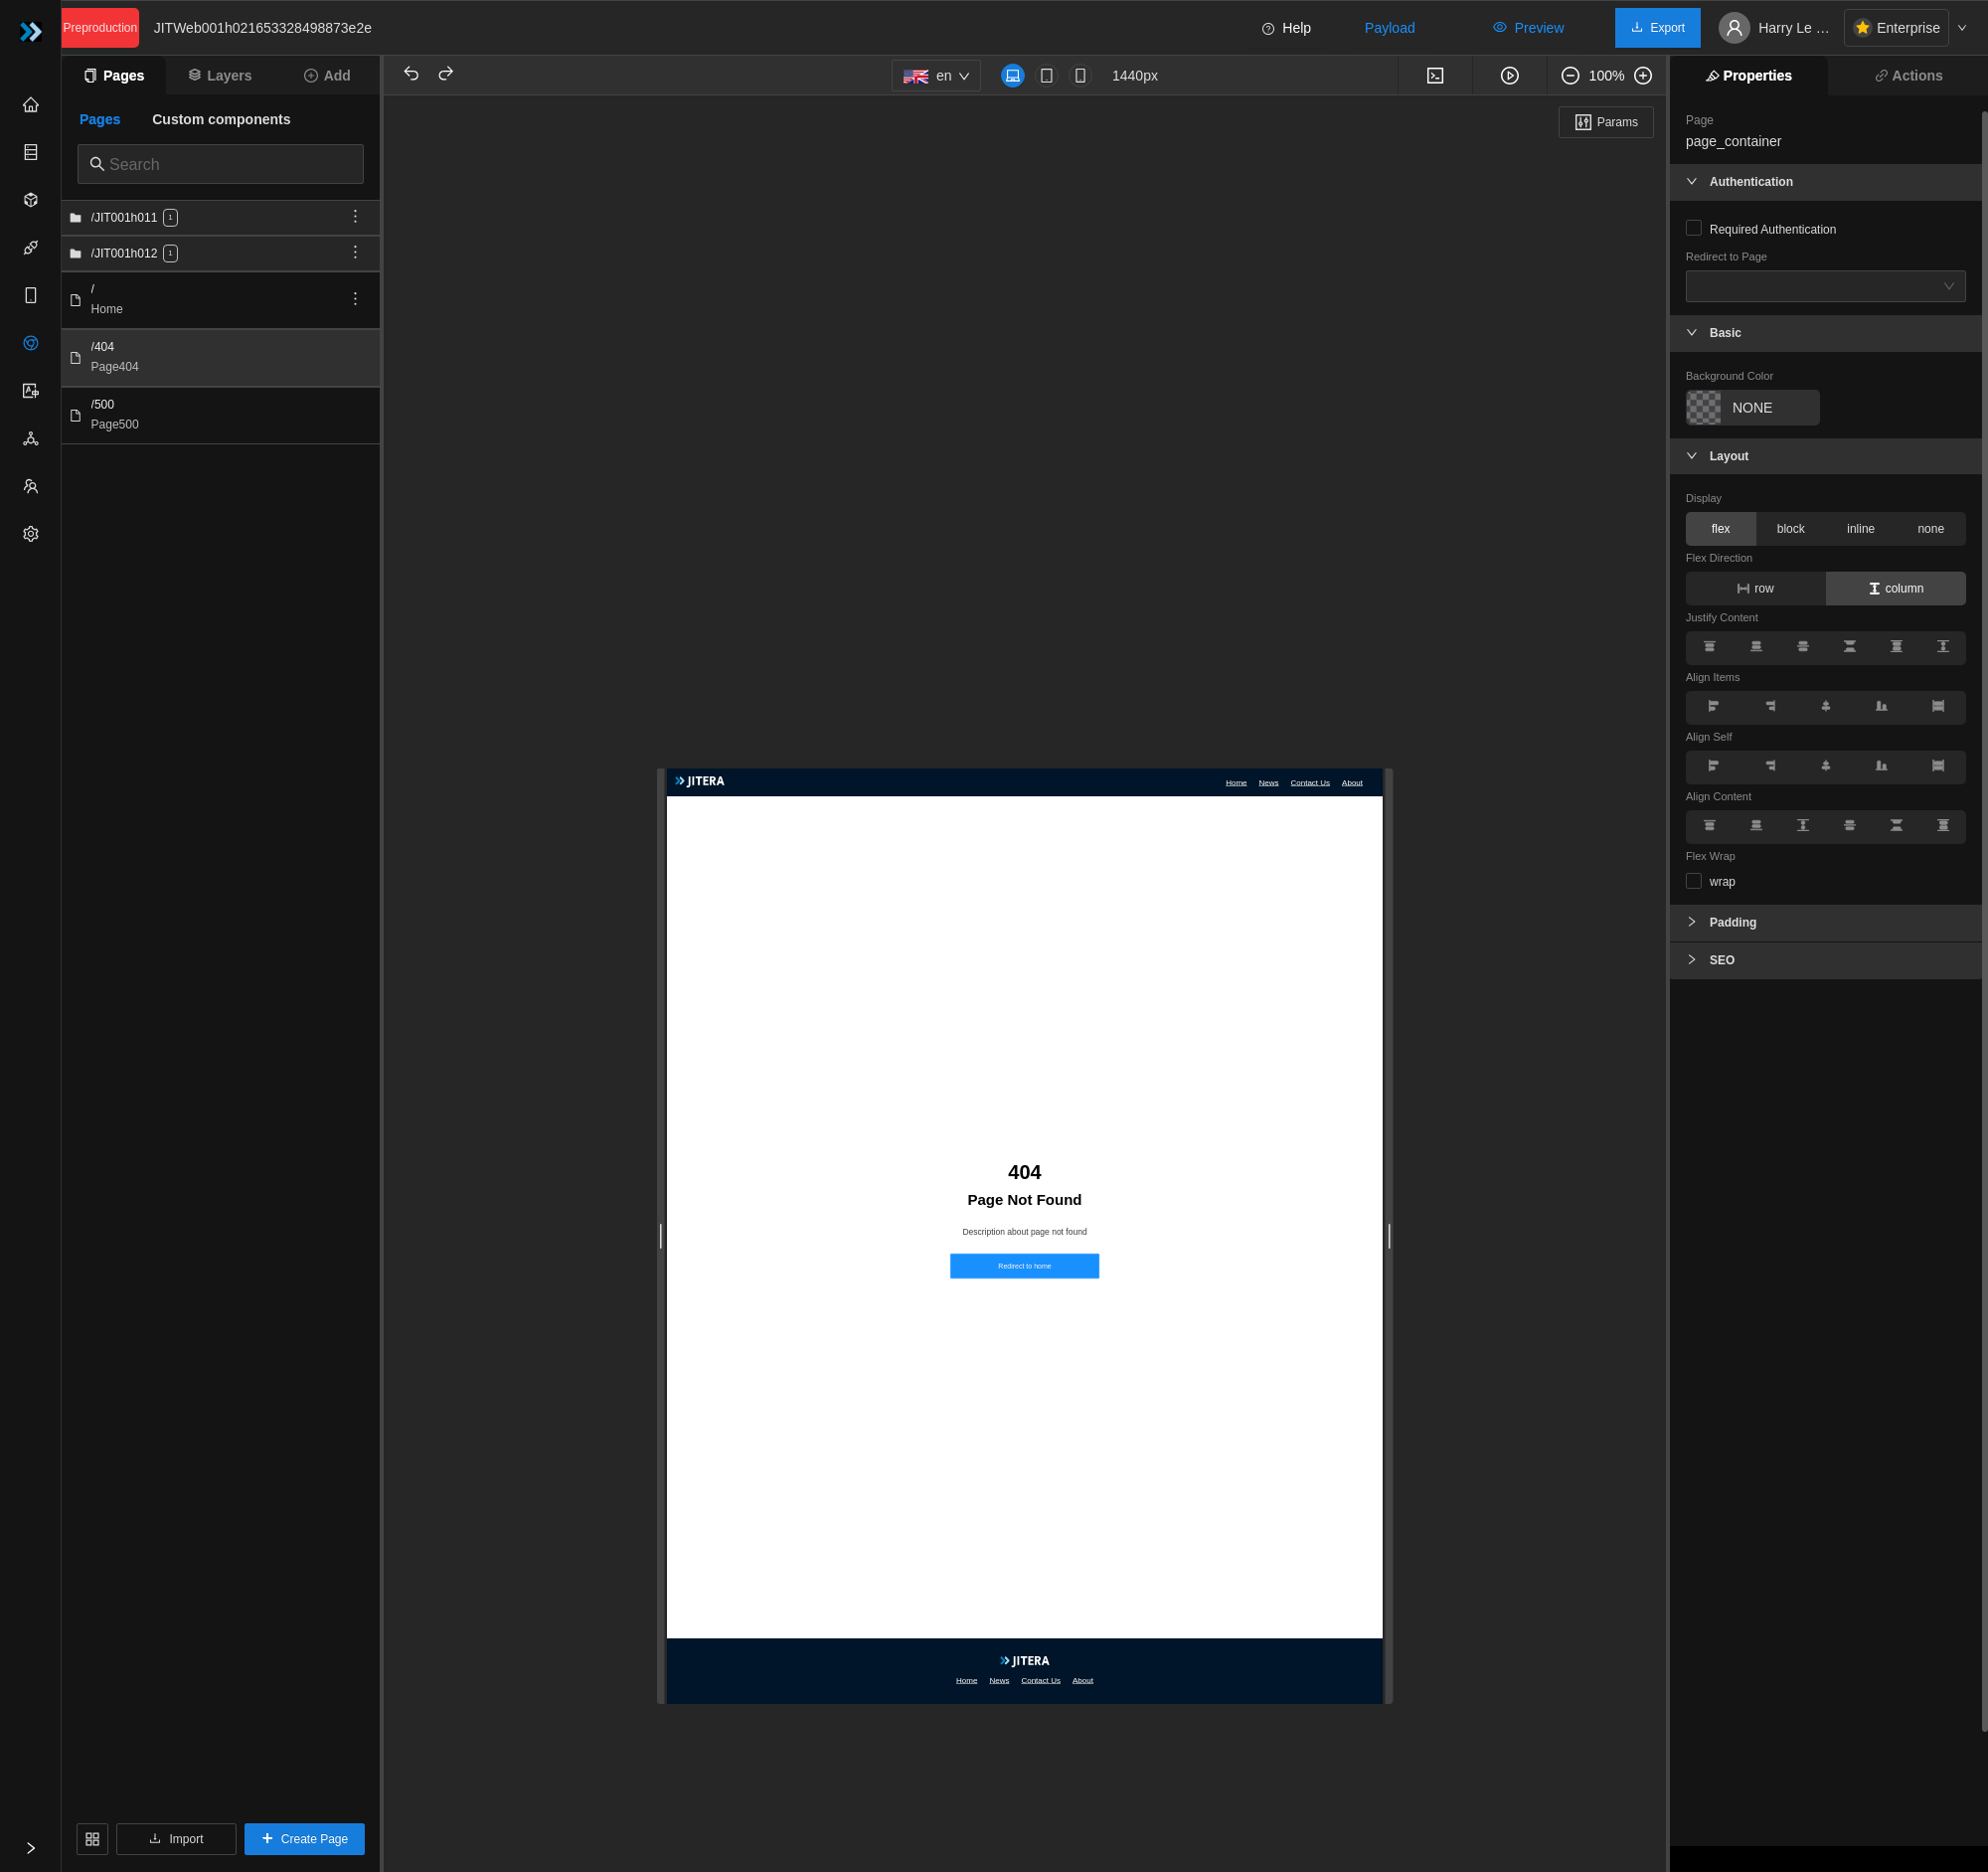 Preproduction
JITWeb001h021653328498873e2e
Help
Payload
Preview
Export
Harry Le ...
Enterprise
Pages
Layers
Add
en
1440px
100%
Properties
Actions
Pages
Custom components
Search
/JIT001h011 1
/JIT001h012 1
/
Home
/404
Page404
/500
Page500
Import
Create Page
Params
JITERA
Home News Contact Us About
404
Page Not Found
Description about page not found
Redirect to home
JITERA
Home News Contact Us About
Page
page_container
Authentication
Required Authentication
Redirect to Page
Basic
Background Color
NONE
Layout
Display
flex block inline none
Flex Direction
row column
Justify Content
Align Items
Align Self
Align Content
Flex Wrap
wrap
Padding
SEO